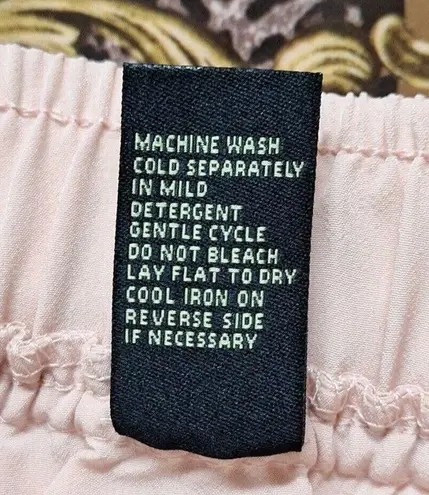 MACHINE WASH
COLD SEPARATELY
IN MILD
DETERGENT
GENTLE CYCLE
DO NOT BLEACH
LAY FLAT TO DRY
COOL IRON ON
REVERSE SIDE
IF NECESSARY